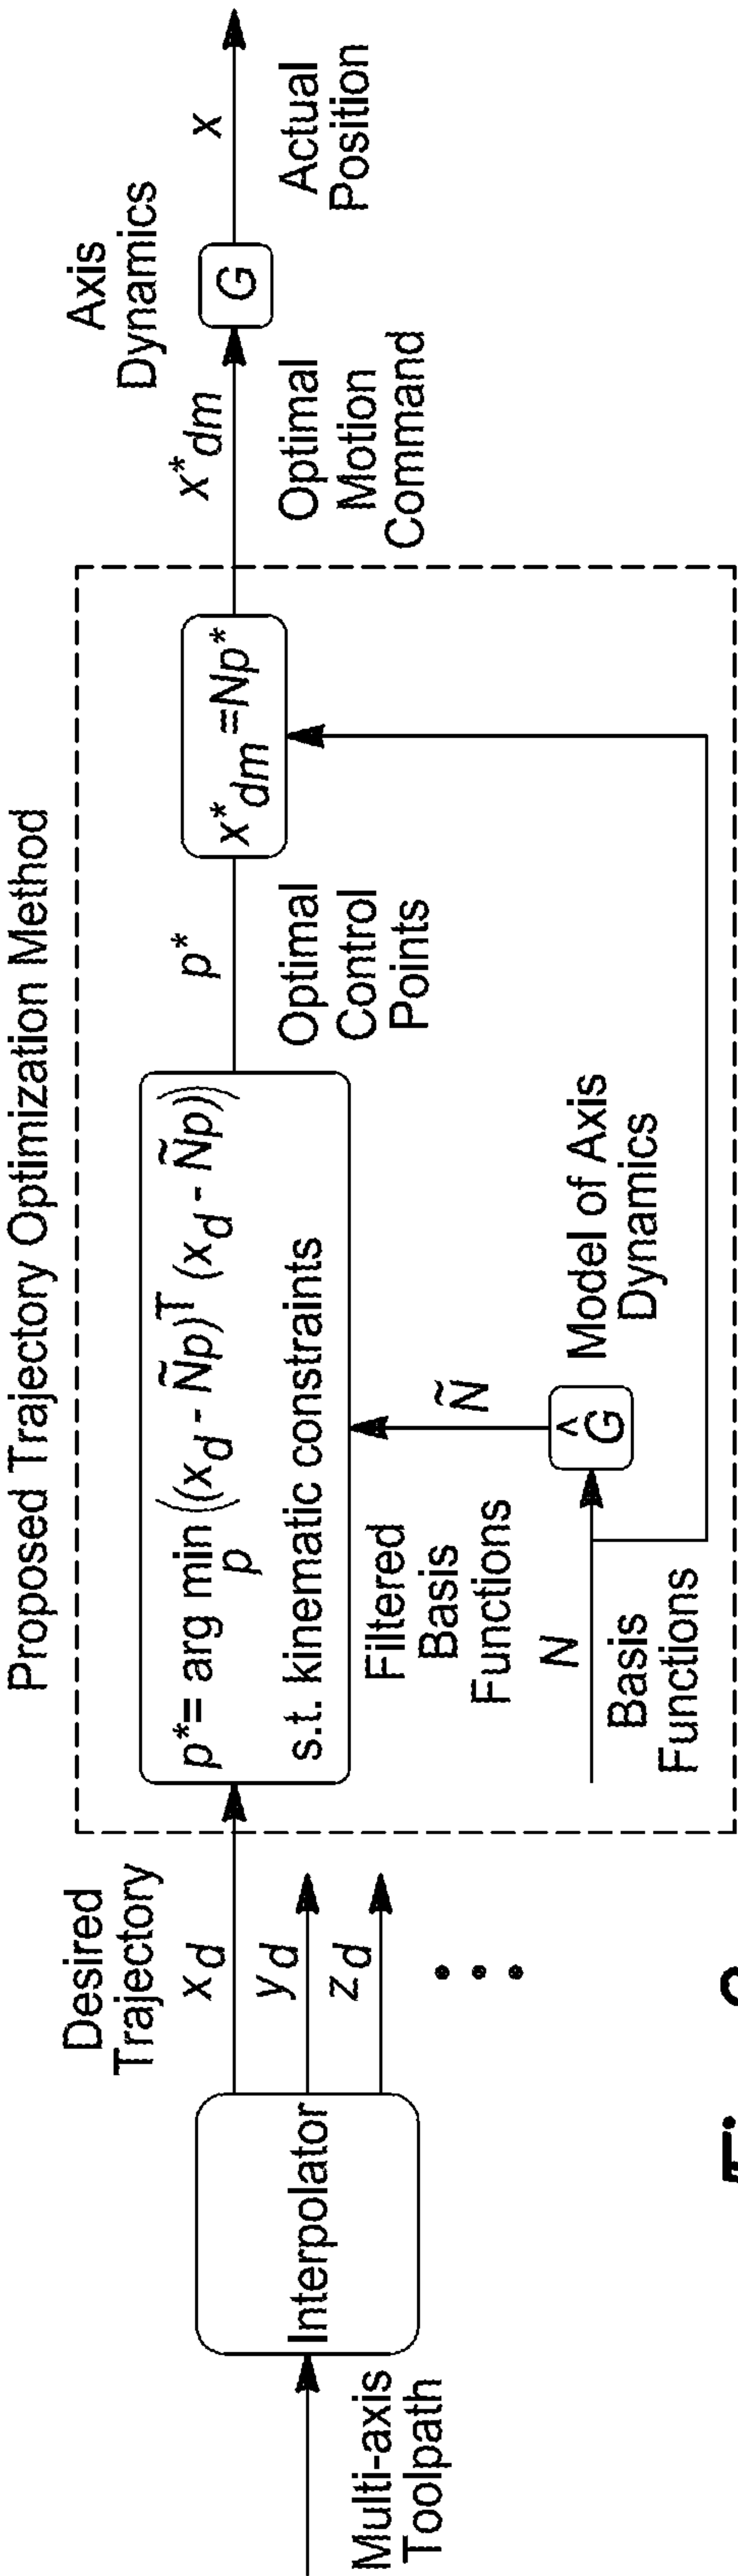 Proposed Trajectory Optimization Method
Multi-axis
Toolpath
Interpolator
Desired
Trajectory
x_d
y_d
z_d
p* = arg min_p ((x_d - Ñp)^T (x_d - Ñp))
s.t. kinematic constraints
Filtered
Basis
Functions
Ñ
N
Basis
Functions
Ĝ
Model of Axis
Dynamics
p*
Optimal
Control
Points
x*_dm = Np*
x*_dm
Optimal
Motion
Command
Axis
Dynamics
G
x
Actual
Position